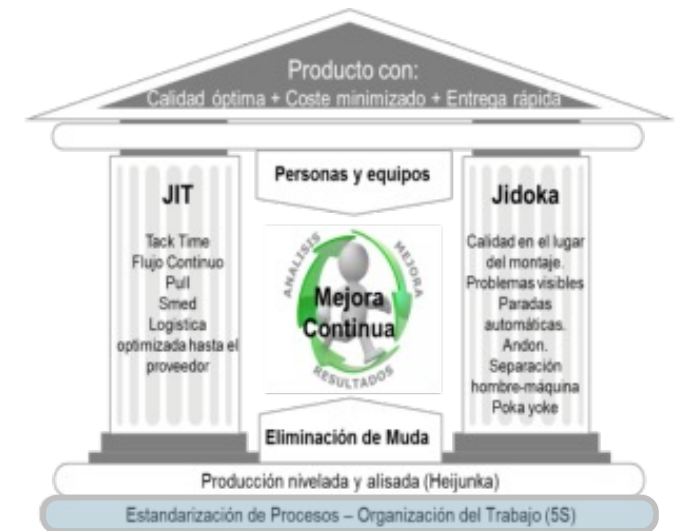 Producto con:
Calidad óptima + Coste minimizado + Entrega rápida
JIT
Tack Time
Flujo Continuo
Pull
Smed
Logistica
optimizada hasta el
proveedor
Personas y equipos
ANALISIS
MEJORA
Mejora
Continua
RESULTADOS
Eliminación de Muda
Jidoka
Calidad en el lugar
del montaje.
Problemas visibles
Paradas
automáticas.
Andon.
Separación
hombre-máquina
Poka yoke
Producción nivelada y alisada (Heijunka)
Estandarización de Procesos – Organización del Trabajo (5S)